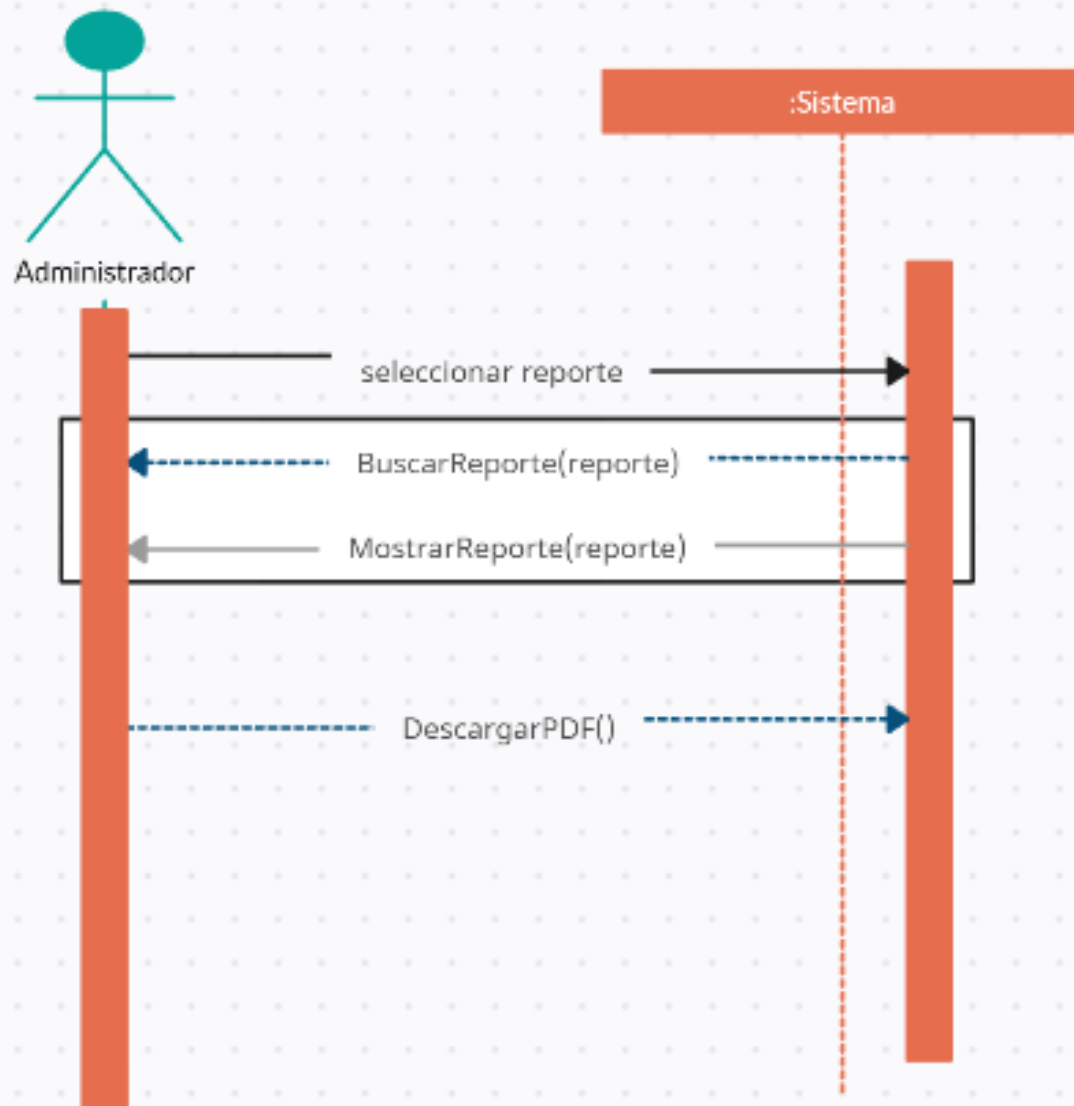 :Sistema
Administrador
seleccionar reporte
BuscarReporte(reporte)
MostrarReporte(reporte)
DescargarPDF()